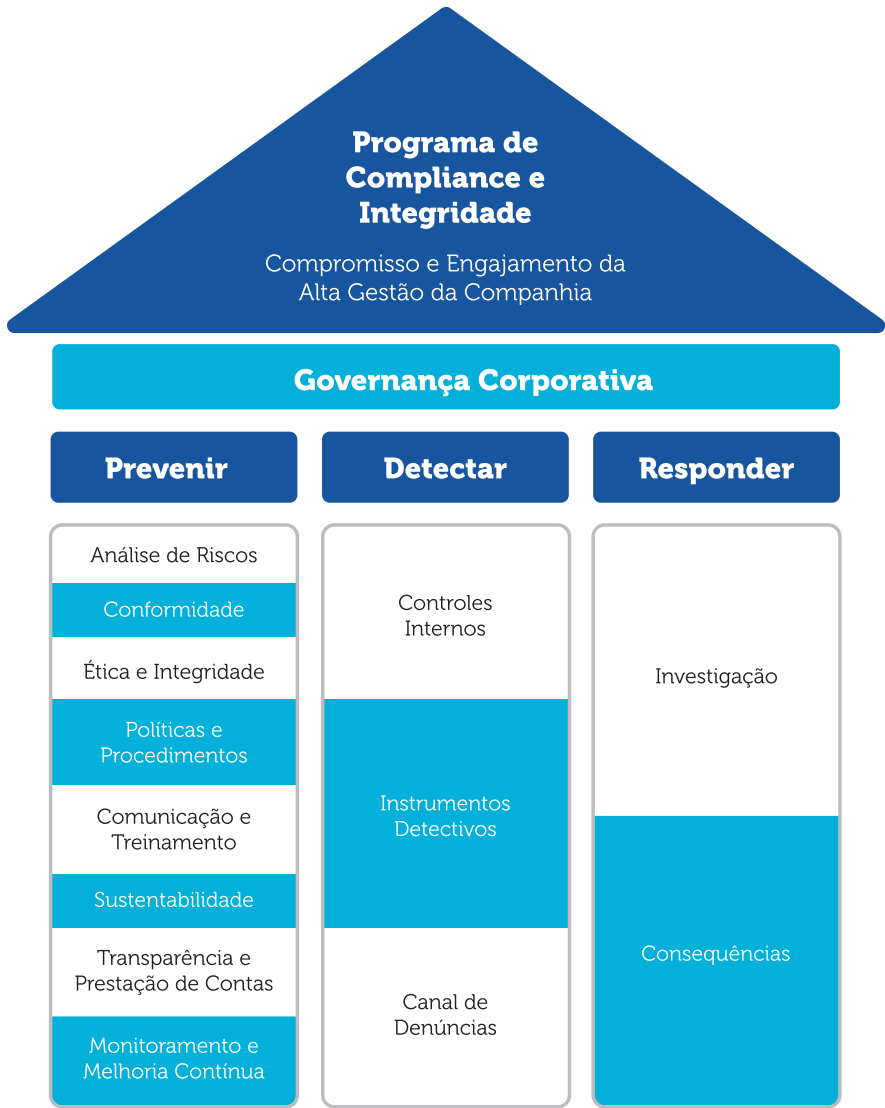 Programa de
Compliance e
Integridade
Compromisso e Engajamento da
Alta Gestão da Companhia
Governança Corporativa
Prevenir
Análise de Riscos
Conformidade
Ética e Integridade
Políticas e
Procedimentos
Comunicação e
Treinamento
Sustentabilidade
Transparência e
Prestação de Contas
Monitoramento e
Melhoria Contínua
Detectar
Controles
Internos
Instrumentos
Detectivos
Canal de
Denúncias
Responder
Investigação
Consequências